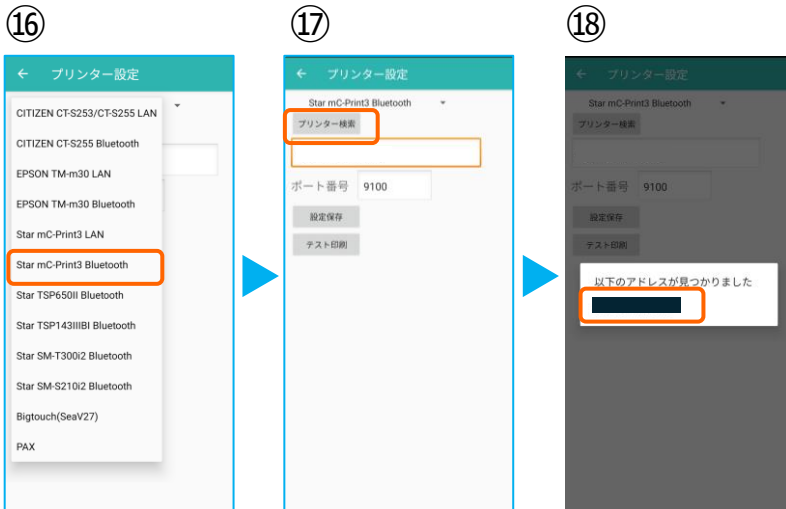 ⑯
← プリンター設定
CITIZEN CT-S253/CT-S255 LAN
CITIZEN CT-S255 Bluetooth
EPSON TM-m30 LAN
EPSON TM-m30 Bluetooth
Star mC-Print3 LAN
Star mC-Print3 Bluetooth
Star TSP650II Bluetooth
Star TSP143IIIBI Bluetooth
Star SM-T300i2 Bluetooth
Star SM-S210i2 Bluetooth
Bigtouch(SeaV27)
PAX
⑰
← プリンター設定
Star mC-Print3 Bluetooth
プリンター検索
ポート番号 9100
設定保存
テスト印刷
⑱
← プリンター設定
Star mC-Print3 Bluetooth
プリンター検索
ポート番号 9100
設定保存
テスト印刷
以下のアドレスが見つかりました